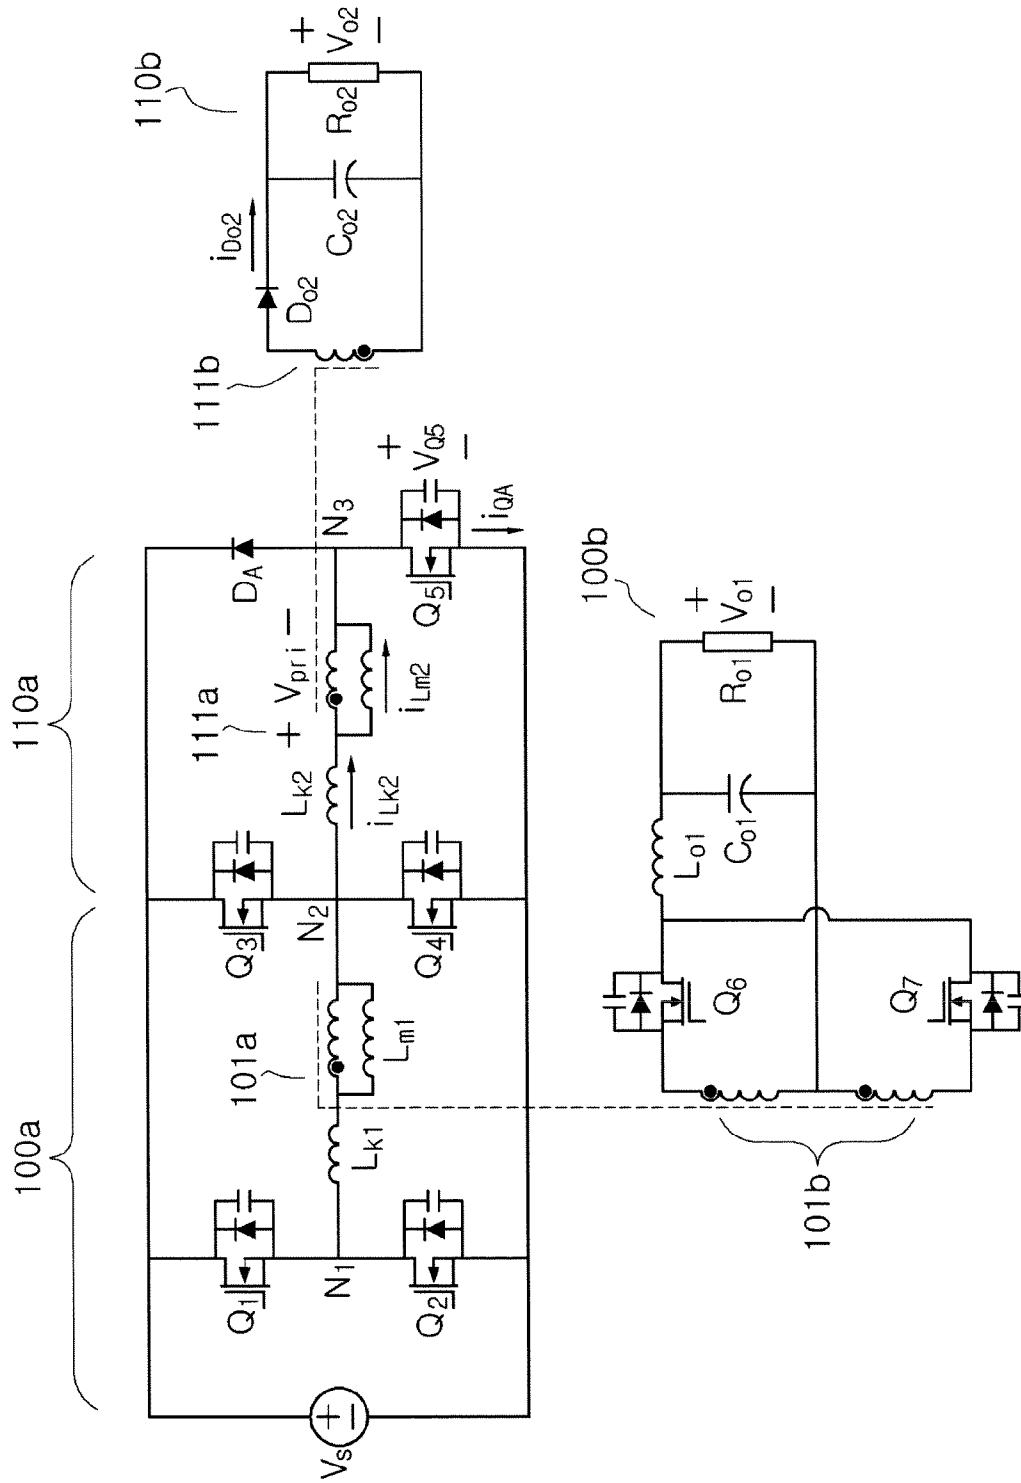 100a
110a
Vs
+
−
Q1
Q2
N1
Lk1
101a
Lm1
Q3
N2
Q4
Lk2
iLk2
111a
+ Vpri −
iLm2
DA
N3
Q5
+
VQ5
−
iQA
111b
110b
Do2
iDo2
Co2
Ro2
+
Vo2
−
101b
Q6
Q7
Lo1
Co1
Ro1
100b
+
Vo1
−